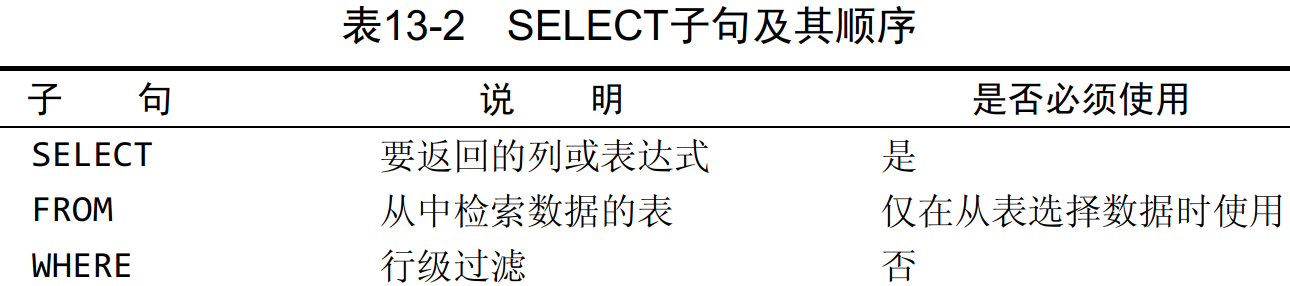 表13-2 SELECT子句及其顺序
子 句 说 明 是否必须使用
SELECT 要返回的列或表达式 是
FROM 从中检索数据的表 仅在从表选择数据时使用
WHERE 行级过滤 否